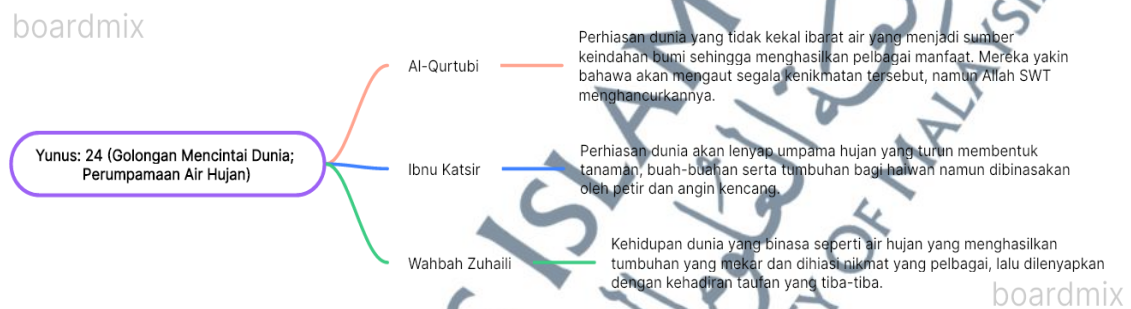 boardmix
Yunus: 24 (Golongan Mencintai Dunia;
Perumpamaan Air Hujan)
Al-Qurtubi
Perhiasan dunia yang tidak kekal ibarat air yang menjadi sumber
keindahan bumi sehingga menghasilkan pelbagai manfaat. Mereka yakin
bahawa akan mengaut segala kenikmatan tersebut, namun Allah SWT
menghancurkannya.
Ibnu Katsir
Perhiasan dunia akan lenyap umpama hujan yang turun membentuk
tanaman, buah-buahan serta tumbuhan bagi haiwan namun dibinasakan
oleh petir dan angin kencang.
Wahbah Zuhaili
Kehidupan dunia yang binasa seperti air hujan yang menghasilkan
tumbuhan yang mekar dan dihiasi nikmat yang pelbagai, lalu dilenyapkan
dengan kehadiran taufan yang tiba-tiba.
boardmix
ISLAM
OF MALAYSI